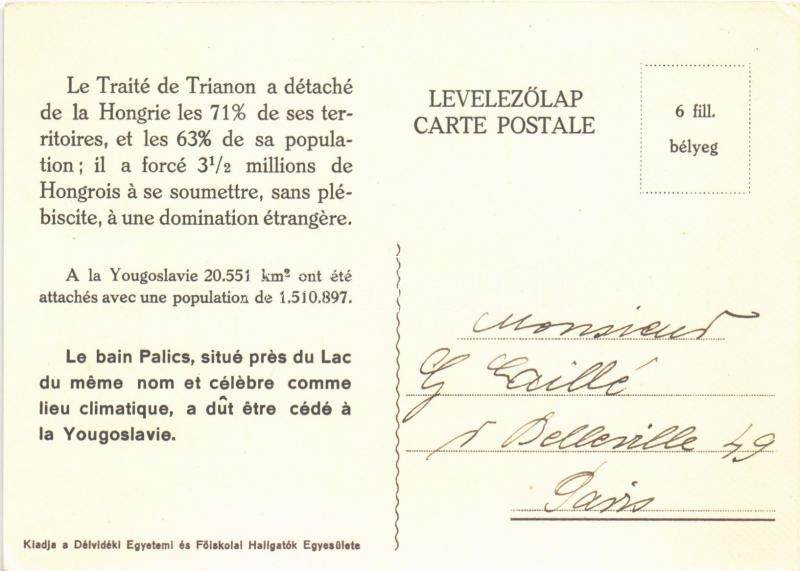 Le Traité de Trianon a détaché
de la Hongrie les 71% de ses ter-
ritoires, et les 63% de sa popula-
tion; il a forcé 3¹/₂ millions de
Hongrois à se soumettre, sans plé-
biscite, à une domination étrangère.
A la Yougoslavie 20.551 km² ont été
attachés avec une population de 1.510.897.
Le bain Palics, situé près du Lac
du même nom et célèbre comme
lieu climatique, a dût être cédé à
la Yougoslavie.
Kiadja a Délvidéki Egyetemi és Főiskolai Hallgatók Egyesülete
LEVELEZŐLAP
CARTE POSTALE
6 fill.
bélyeg
Monsieur
G Caillé
r Belleville 49
Paris